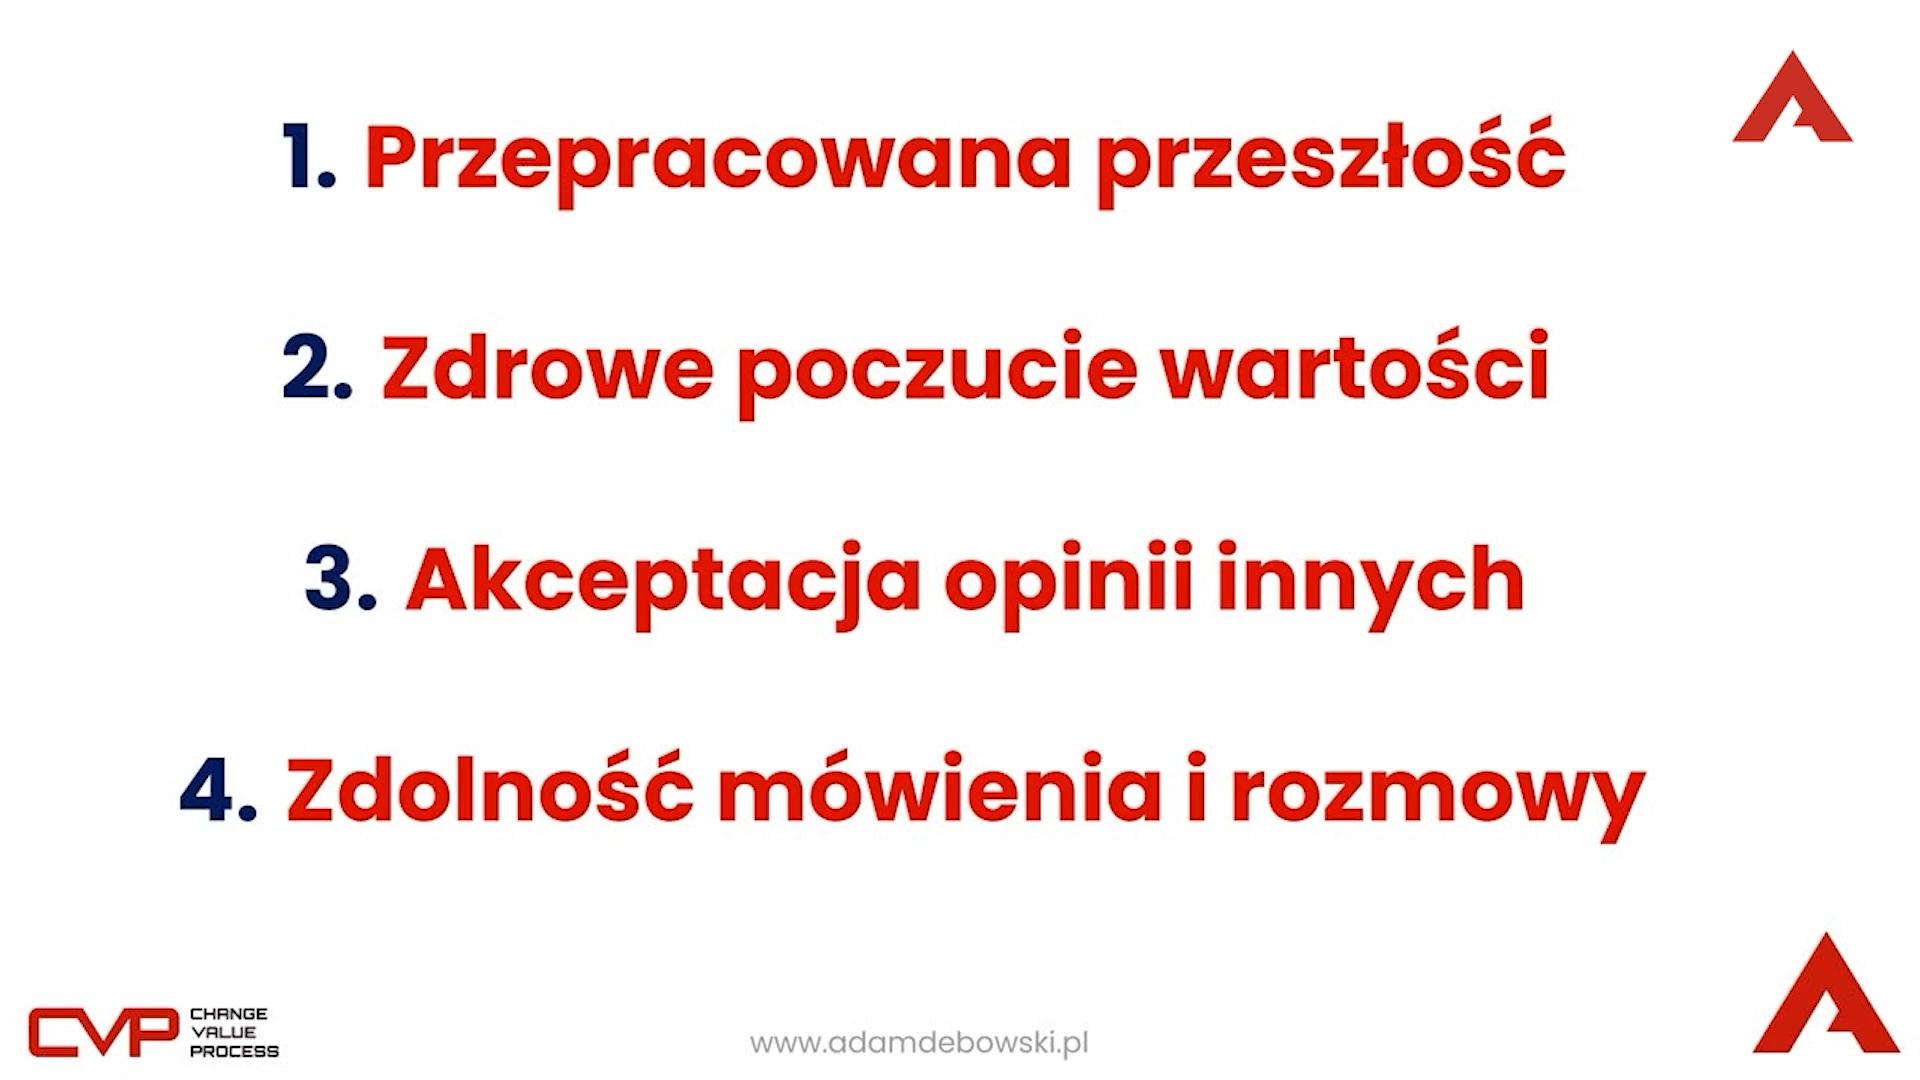 1. Przepracowana przeszłość
2. Zdrowe poczucie wartości
3. Akceptacja opinii innych
4. Zdolność mówienia i rozmowy
CVP
CHANGE
VALUE
PROCESS
www.adamdebowski.pl